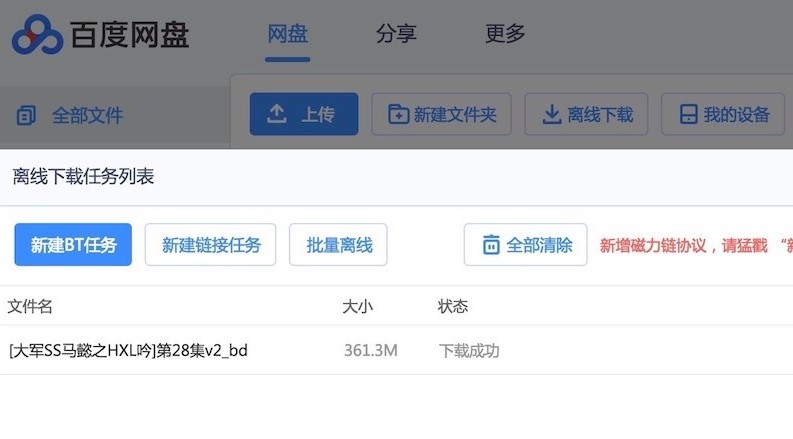 百度网盘 网盘 分享 更多
全部文件 上传 新建文件夹 离线下载 我的设备
离线下载任务列表
新建BT任务 新建链接任务 批量离线 全部清除 新增磁力链协议，请猛戳 “新
文件名 大小 状态
[大军SS马懿之HXL吟]第28集v2_bd 361.3M 下载成功